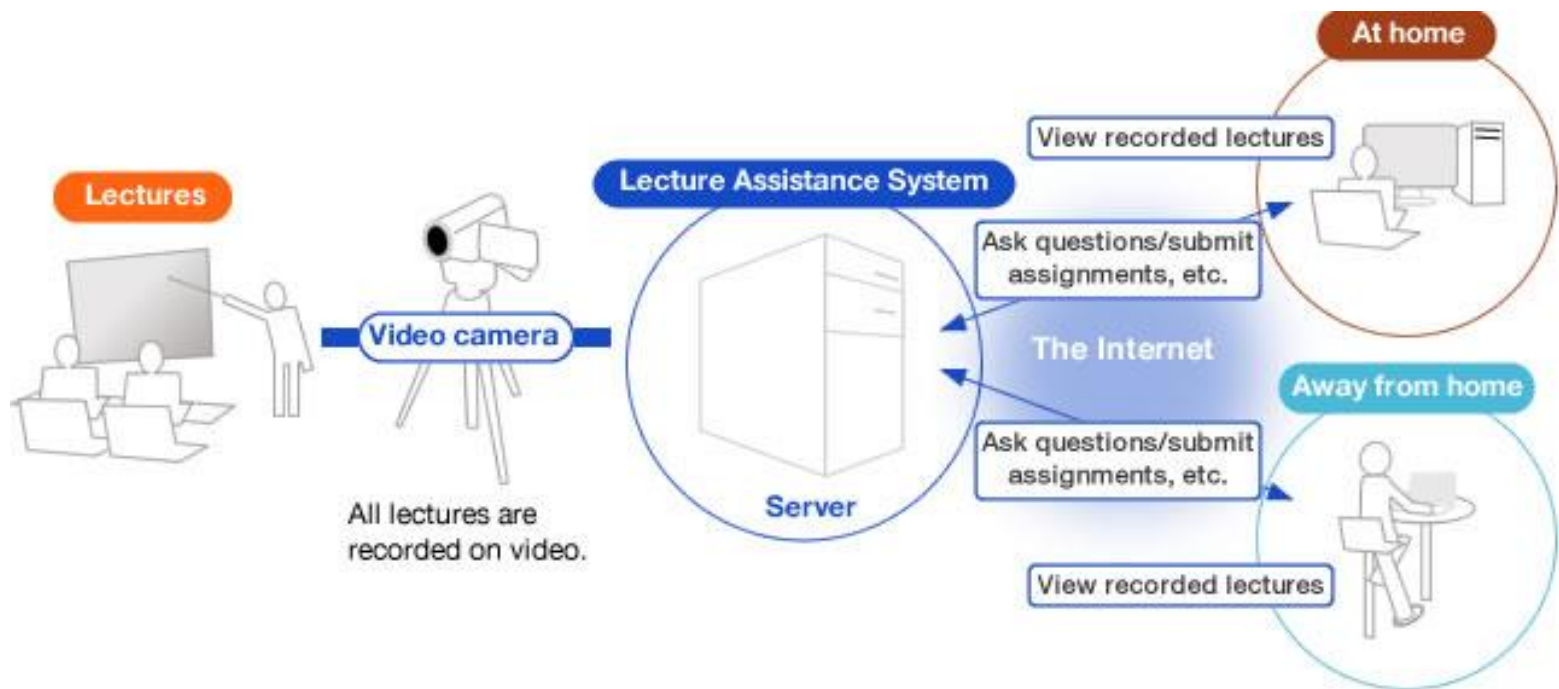 Lectures
Video camera
All lectures are
recorded on video.
Lecture Assistance System
Server
The Internet
At home
View recorded lectures
Ask questions/submit
assignments, etc.
Away from home
Ask questions/submit
assignments, etc.
View recorded lectures